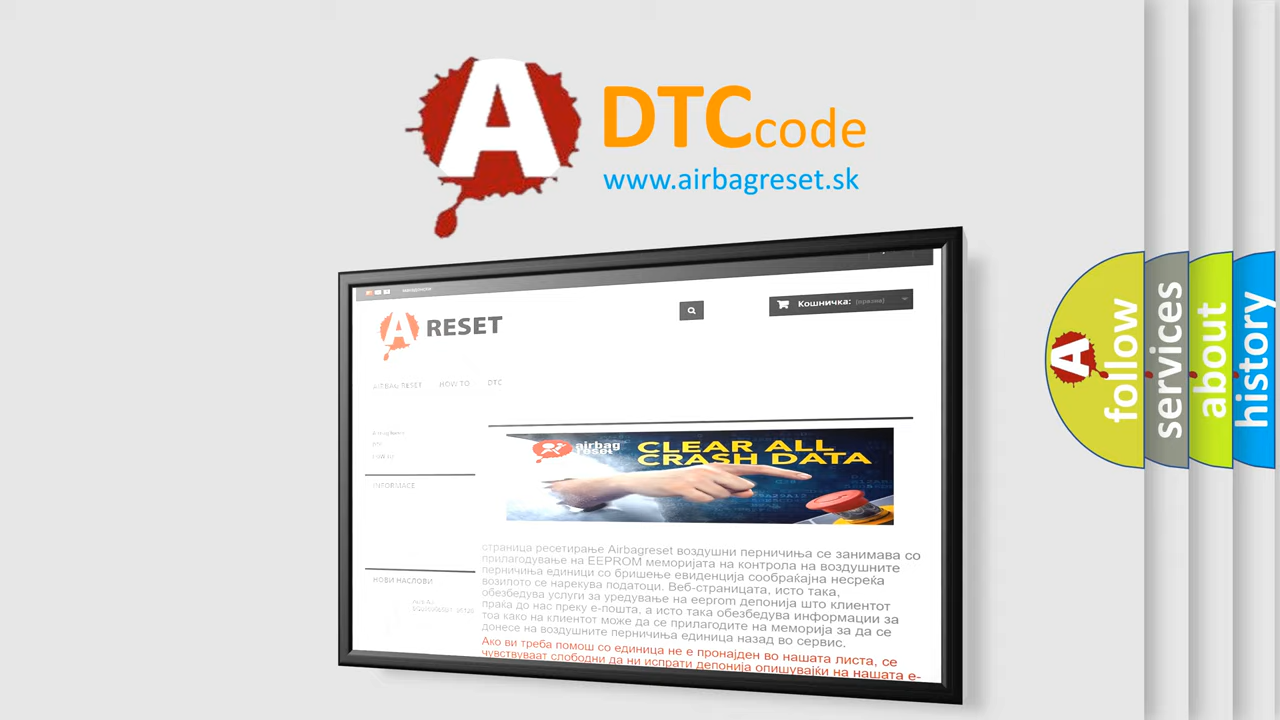 A DTC code
www.airbagreset.sk
A RESET
Кошничка: (празна)
AIRBAG RESET HOW TO DTC
airbag reset
CLEAR ALL
CRASH DATA
INFORMACE
НОВИ НАСЛОВИ
страница ресетирање Airbagreset воздушни перничиња се занимава со
прилагодување на EEPROM меморијата на контрола на воздушните
перничиња единици со бришење евиденција сообраќајна несреќа
возилото се нарекува податоци. Веб-страницата, исто така,
обезбедува услуги за уредување на eeprom депонија што клиентот
праќа до нас преку е-пошта, а исто така обезбедува информации за
тоа како на клиентот може да се прилагодите на меморија за да се
донесе на воздушните перничиња единица назад во сервис.
Ако ви треба помош со единица не е пронајден во нашата листа, се
чувствуваат слободни да ни испрати депонија опишувајќи на нашата е-
A follow
services
about
history